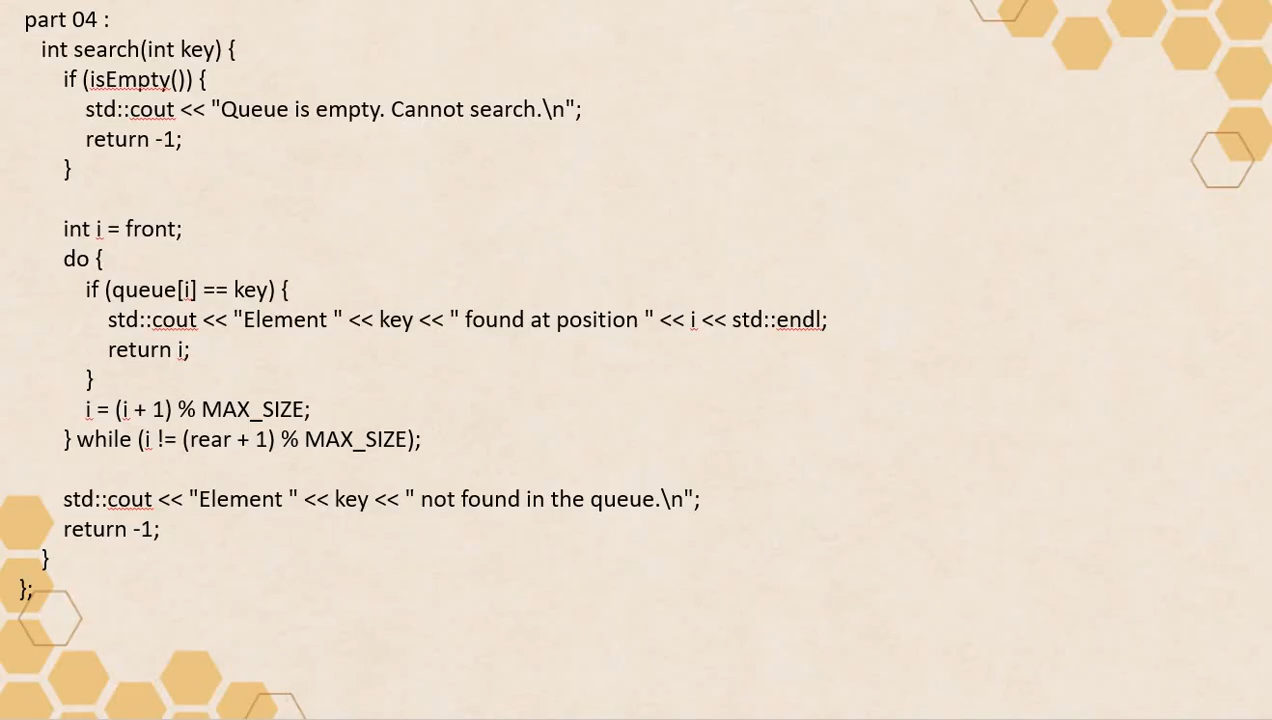 part 04 :
int search(int key) {
if (isEmpty()) {
std::cout << "Queue is empty. Cannot search.\n";
return -1;
}
int i = front;
do {
if (queue[i] == key) {
std::cout << "Element " << key << " found at position " << i << std::endl;
return i;
}
i = (i + 1) % MAX_SIZE;
} while (i != (rear + 1) % MAX_SIZE);
std::cout << "Element " << key << " not found in the queue.\n";
return -1;
}
};